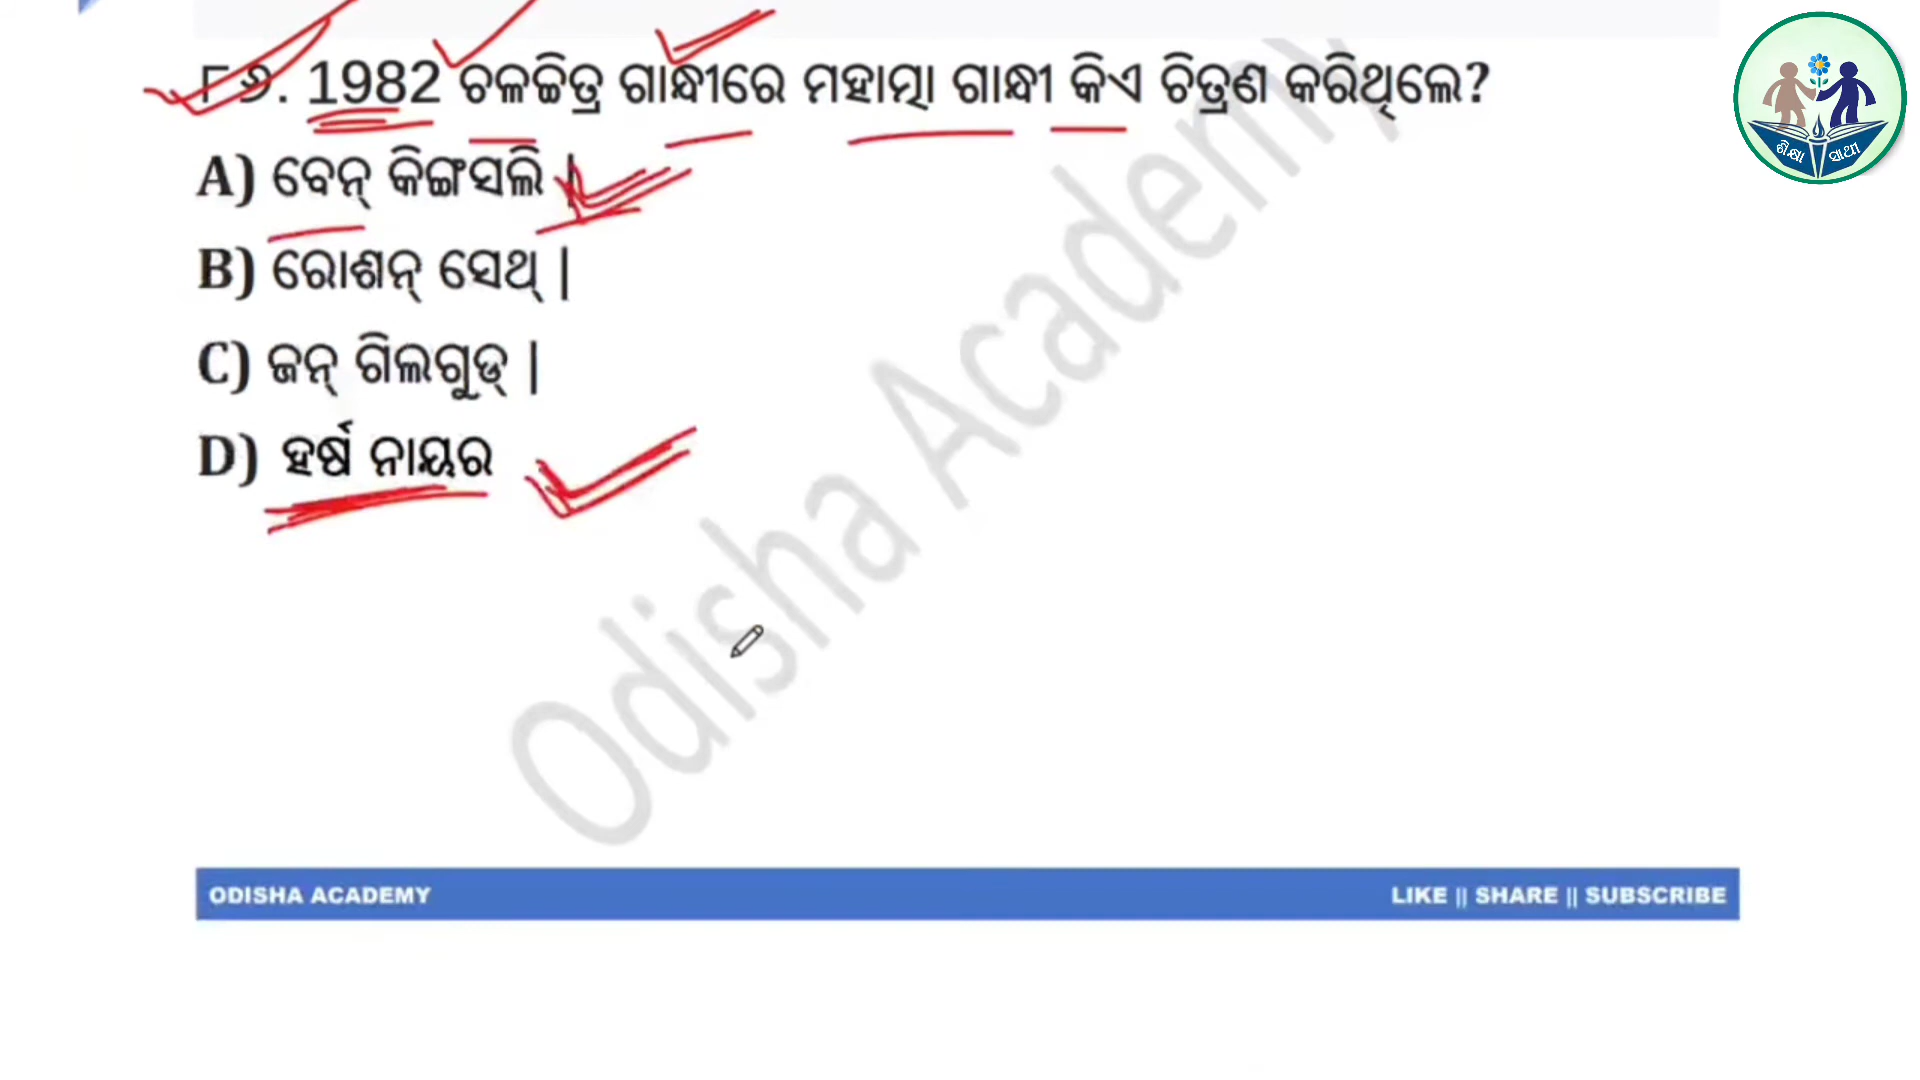 ୮୬. 1982 ଚଳଚ୍ଚିତ୍ର ଗାନ୍ଧୀରେ ମହାତ୍ମା ଗାନ୍ଧୀ କିଏ ଚିତ୍ରଣ କରିଥିଲେ?
A) ବେନ୍ କିଙ୍ଗସଲି |
B) ରୋଶନ୍ ସେଥ୍ |
C) ଜନ୍ ଗିଲଗୁଡ୍ |
D) ହର୍ଷ ନାୟର
Odisha Academy
ODISHA ACADEMY
LIKE || SHARE || SUBSCRIBE
ଶିକ୍ଷା ସାଥୀ